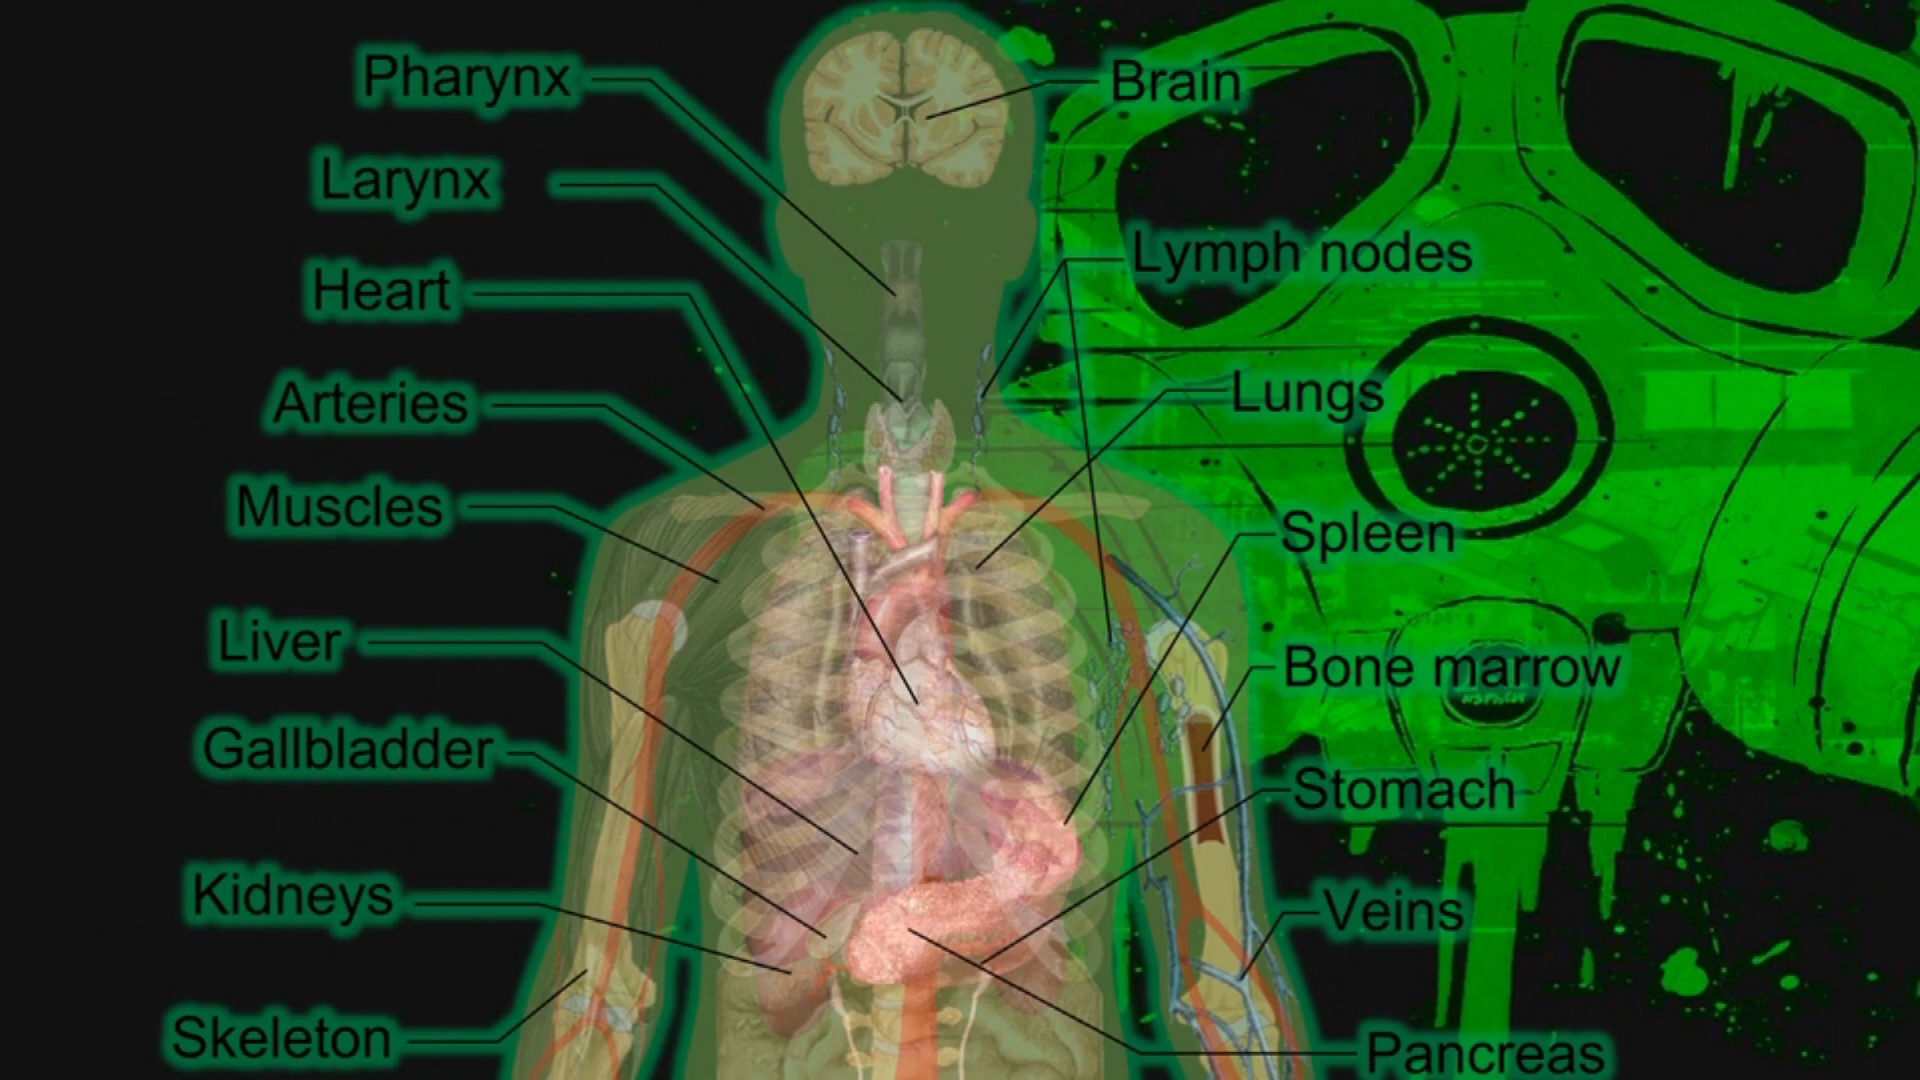 Pharynx
Larynx
Heart
Arteries
Muscles
Liver
Gallbladder
Kidneys
Skeleton
Brain
Lymph nodes
Lungs
Spleen
Bone marrow
Stomach
Veins
Pancreas